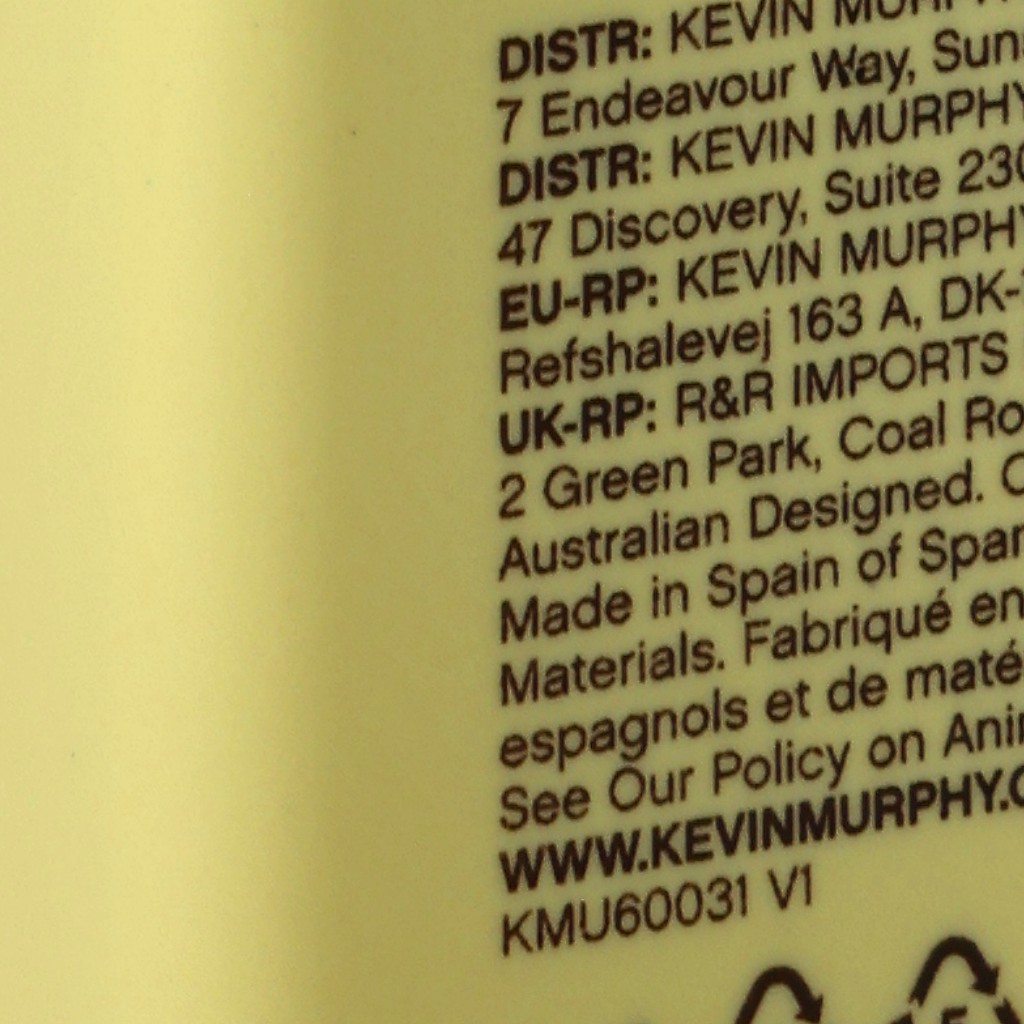 DISTR: KEVIN
7 Endeavour Way,
DISTR: KEVIN MURPHY
47 Discovery, Suite
EU-RP: KEVIN MURPHY
Refshalevej 163 A, DK-
UK-RP: R&R IMPORTS
2 Green Park, Coal
Australian Designed.
Made in Spain of
Materials. Fabriqué en
espagnols et de
See Our Policy on
WWW.KEVINMURPHY.
KMU60031 V1